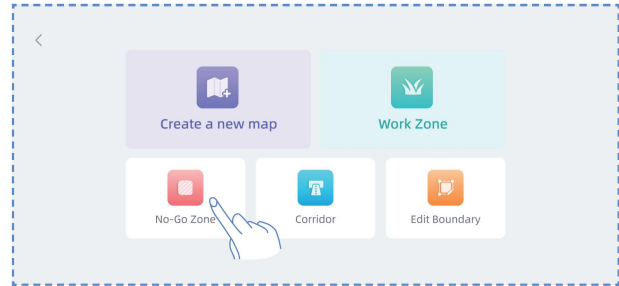 Create a new map
Work Zone
No-Go Zone
Corridor
Edit Boundary